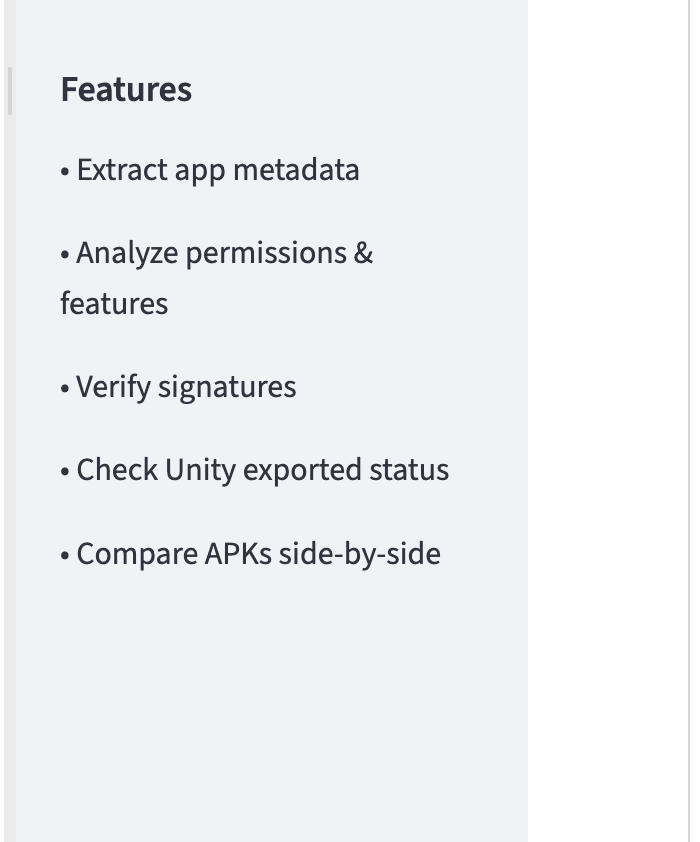 Features
• Extract app metadata
• Analyze permissions &
features
• Verify signatures
• Check Unity exported status
• Compare APKs side-by-side